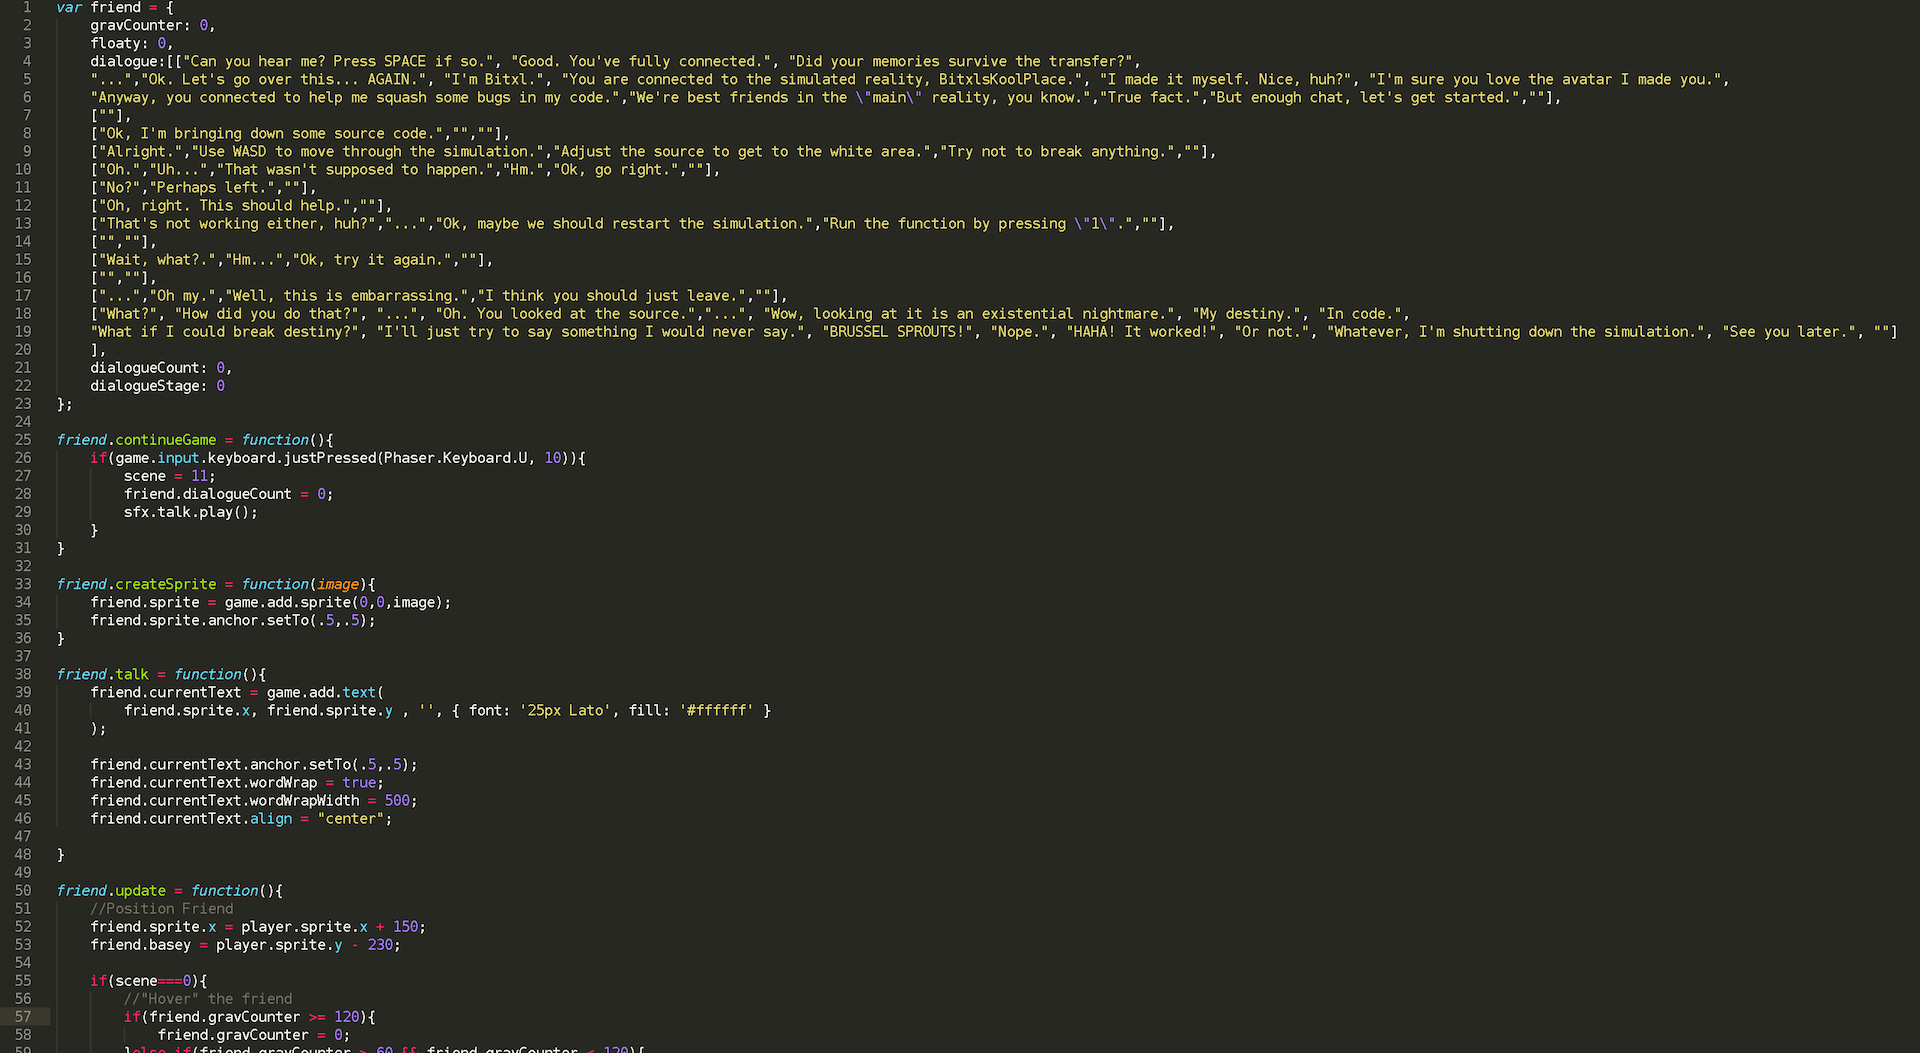 1 var friend = {
2 gravCounter: 0,
3 floaty: 0,
4 dialogue:[["Can you hear me? Press SPACE if so.", "Good. You've fully connected.", "Did your memories survive the transfer?",
5 "...","Ok. Let's go over this... AGAIN.", "I'm Bitxl.", "You are connected to the simulated reality, BitxlsKoolPlace.", "I made it myself. Nice, huh?", "I'm sure you love the avatar I made you.",
6 "Anyway, you connected to help me squash some bugs in my code.","We're best friends in the \"main\" reality, you know.","True fact.","But enough chat, let's get started.",""],
7 [""],
8 ["Ok, I'm bringing down some source code.","",""],
9 ["Alright.","Use WASD to move through the simulation.","Adjust the source to get to the white area.","Try not to break anything.",""],
10 ["Oh.","Uh...","That wasn't supposed to happen.","Hm.","Ok, go right.",""],
11 ["No?","Perhaps left.",""],
12 ["Oh, right. This should help.",""],
13 ["That's not working either, huh?","...","Ok, maybe we should restart the simulation.","Run the function by pressing \"1\".",""],
14 ["",""],
15 ["Wait, what?.","Hm...","Ok, try it again.",""],
16 ["",""],
17 ["...","Oh my.","Well, this is embarrassing.","I think you should just leave.",""],
18 ["What?", "How did you do that?", "...", "Oh. You looked at the source.","...", "Wow, looking at it is an existential nightmare.", "My destiny.", "In code.",
19 "What if I could break destiny?", "I'll just try to say something I would never say.", "BRUSSEL SPROUTS!", "Nope.", "HAHA! It worked!", "Or not.", "Whatever, I'm shutting down the simulation.", "See you later.", ""]
20 ],
21 dialogueCount: 0,
22 dialogueStage: 0
23 };
24
25 friend.continueGame = function(){
26 if(game.input.keyboard.justPressed(Phaser.Keyboard.U, 10)){
27 scene = 11;
28 friend.dialogueCount = 0;
29 sfx.talk.play();
30 }
31 }
32
33 friend.createSprite = function(image){
34 friend.sprite = game.add.sprite(0,0,image);
35 friend.sprite.anchor.setTo(.5,.5);
36 }
37
38 friend.talk = function(){
39 friend.currentText = game.add.text(
40 friend.sprite.x, friend.sprite.y , '', { font: '25px Lato', fill: '#ffffff' }
41 );
42
43 friend.currentText.anchor.setTo(.5,.5);
44 friend.currentText.wordWrap = true;
45 friend.currentText.wordWrapWidth = 500;
46 friend.currentText.align = "center";
47
48 }
49
50 friend.update = function(){
51 //Position Friend
52 friend.sprite.x = player.sprite.x + 150;
53 friend.basey = player.sprite.y - 230;
54
55 if(scene===0){
56 //"Hover" the friend
57 if(friend.gravCounter >= 120){
58 friend.gravCounter = 0;
59 }else if(friend.gravCounter > 60 && friend.gravCounter < 120){